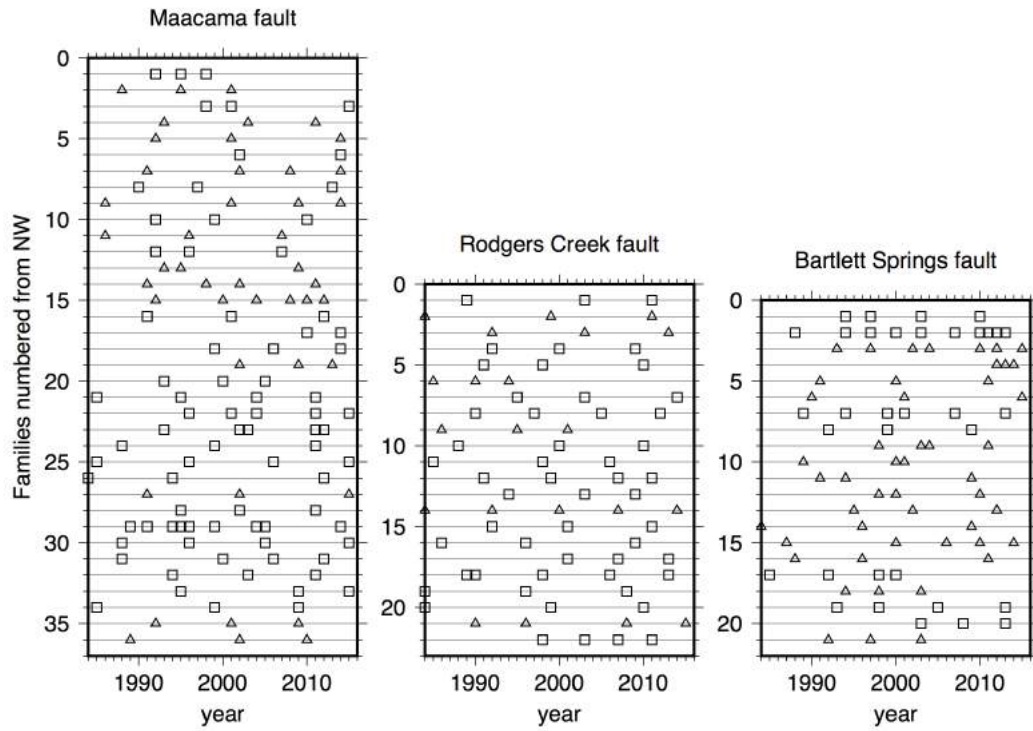 Maacama fault
0
5
10
15
20
25
30
35
Families numbered from NW
1990 2000 2010
year
Rodgers Creek fault
0
5
10
15
20
1990 2000 2010
year
Bartlett Springs fault
0
5
10
15
20
1990 2000 2010
year